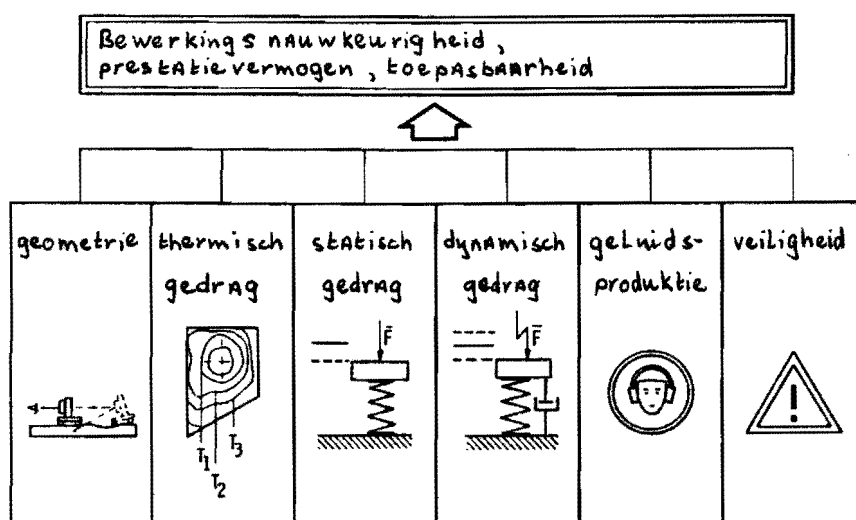 Bewerkings nauwkeurigheid,
prestatievermogen, toepasbaarheid
geometrie
thermisch
gedrag
T1
T2
T3
statisch
gedrag
F̄
dynamisch
gedrag
F̄
geluids-
produktie
veiligheid
!